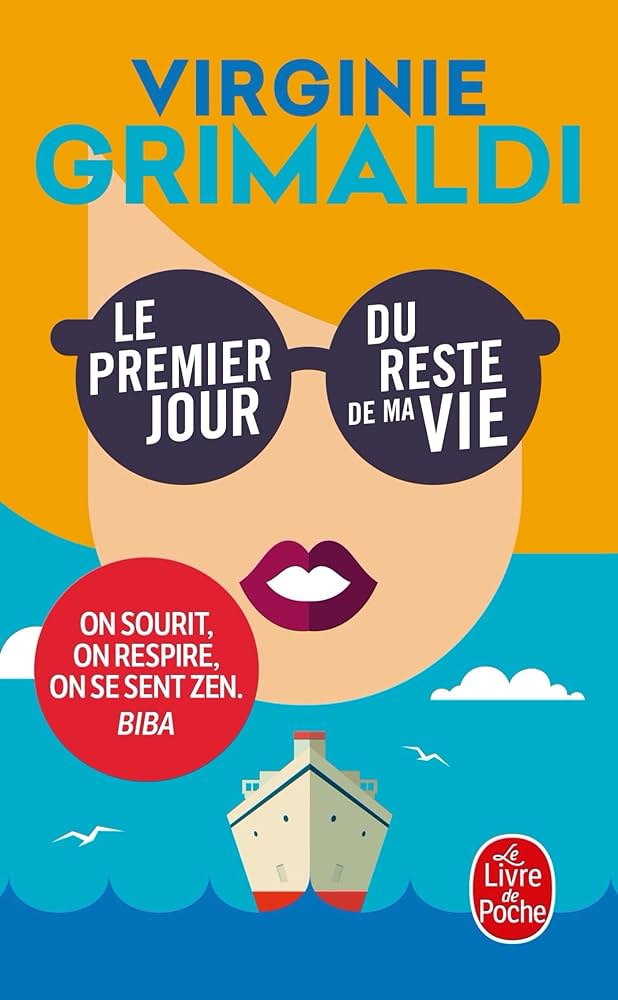 VIRGINIE
GRIMALDI
LE
PREMIER
JOUR
DU
RESTE
DE MA VIE
ON SOURIT,
ON RESPIRE,
ON SE SENT ZEN.
BIBA
Le
Livre
de
Poche